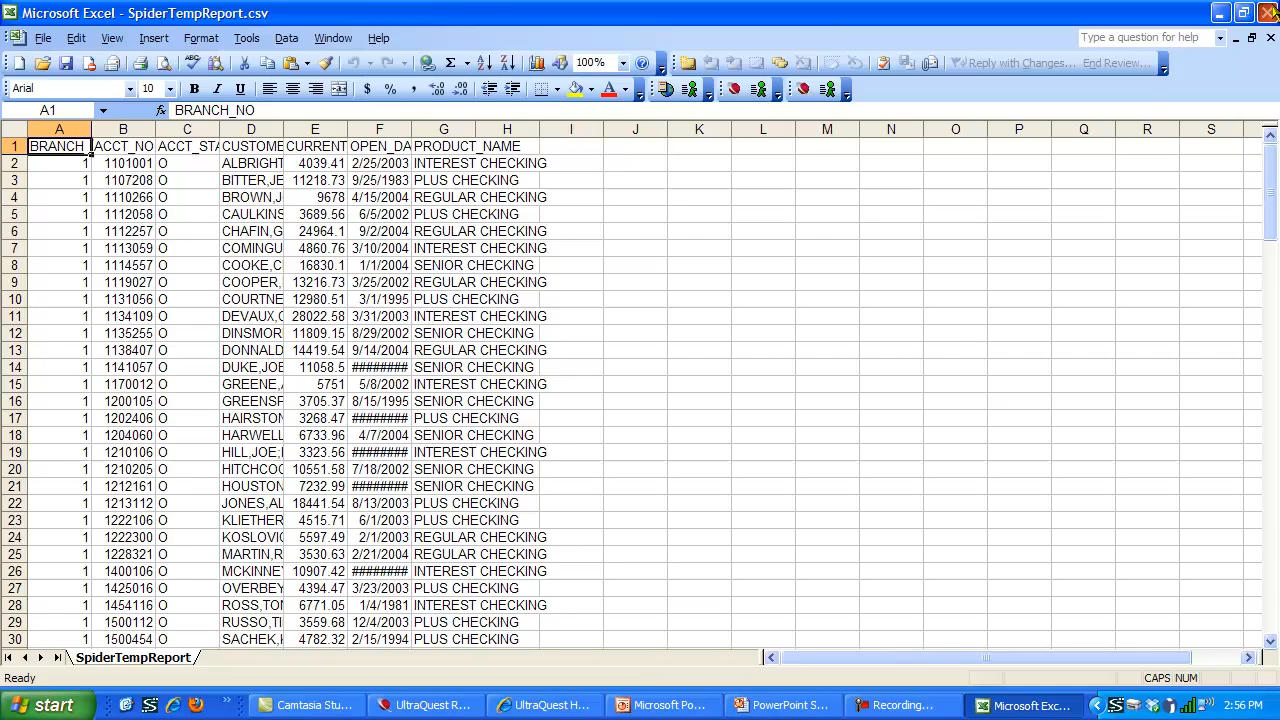 Microsoft Excel - SpiderTempReport.csv
File Edit View Insert Format Tools Data Window Help Type a question for help
100% Reply with Changes... End Review...
Arial 10 B I U $ % ,
A1 fx BRANCH_NO
A B C D E F G H I J K L M N O P Q R S
1 BRANCH ACCT_NO ACCT_STA CUSTOME CURRENT OPEN_DA PRODUCT_NAME
2 1 1101001 O ALBRIGHT 4039.41 2/25/2003 INTEREST CHECKING
3 1 1107208 O BITTER,JE 11218.73 9/25/1983 PLUS CHECKING
4 1 1110266 O BROWN,J 9678 4/15/2004 REGULAR CHECKING
5 1 1112058 O CAULKINS 3689.56 6/5/2002 PLUS CHECKING
6 1 1112257 O CHAFIN,G 24964.1 9/2/2004 REGULAR CHECKING
7 1 1113059 O COMINGU 4860.76 3/10/2004 INTEREST CHECKING
8 1 1114557 O COOKE,C 16830.1 1/1/2004 SENIOR CHECKING
9 1 1119027 O COOPER, 13216.73 3/25/2002 REGULAR CHECKING
10 1 1131056 O COURTNE 12980.51 3/1/1995 PLUS CHECKING
11 1 1134109 O DEVAUX, 28022.58 3/31/2003 INTEREST CHECKING
12 1 1135255 O DINSMOR 11809.15 8/29/2002 SENIOR CHECKING
13 1 1138407 O DONNALD 14419.54 9/14/2004 REGULAR CHECKING
14 1 1141057 O DUKE,JOE 11058.5 ######## SENIOR CHECKING
15 1 1170012 O GREENE, 5751 5/8/2002 INTEREST CHECKING
16 1 1200105 O GREENSP 3705.37 8/15/1995 SENIOR CHECKING
17 1 1202406 O HAIRSTON 3268.47 ######## PLUS CHECKING
18 1 1204060 O HARWELL 6733.96 4/7/2004 SENIOR CHECKING
19 1 1210106 O HILL,JOE; 3323.56 ######## INTEREST CHECKING
20 1 1210205 O HITCHCOC 10551.58 7/18/2002 SENIOR CHECKING
21 1 1212161 O HOUSTON 7232.99 ######## SENIOR CHECKING
22 1 1213112 O JONES,AL 18441.54 8/13/2003 PLUS CHECKING
23 1 1222106 O KLIETHER 4515.71 6/1/2003 PLUS CHECKING
24 1 1222300 O KOSLOVI 5597.49 2/1/2003 REGULAR CHECKING
25 1 1228321 O MARTIN,R 3530.63 2/21/2004 REGULAR CHECKING
26 1 1400106 O MCKINNE 10907.42 ######## INTEREST CHECKING
27 1 1425016 O OVERBEY 4394.47 3/23/2003 PLUS CHECKING
28 1 1454116 O ROSS,TO 6771.05 1/4/1981 INTEREST CHECKING
29 1 1500112 O RUSSO,TI 3559.68 12/4/2003 PLUS CHECKING
30 1 1500454 O SACHEK, 4782.32 2/15/1994 PLUS CHECKING
SpiderTempReport
Ready CAPS NUM
start Camtasia Stu... UltraQuest R... UltraQuest H... Microsoft Po... PowerPoint S... Recording... Microsoft Exc... 2:56 PM